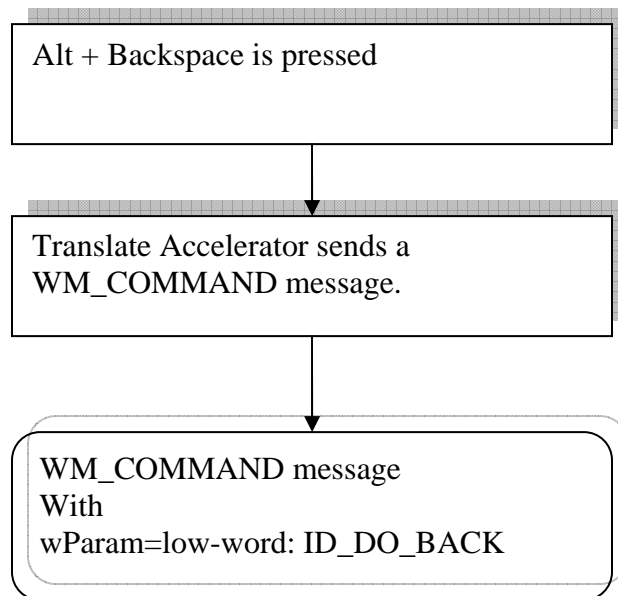 Alt + Backspace is pressed
Translate Accelerator sends a
WM_COMMAND message.
WM_COMMAND message
With
wParam=low-word: ID_DO_BACK